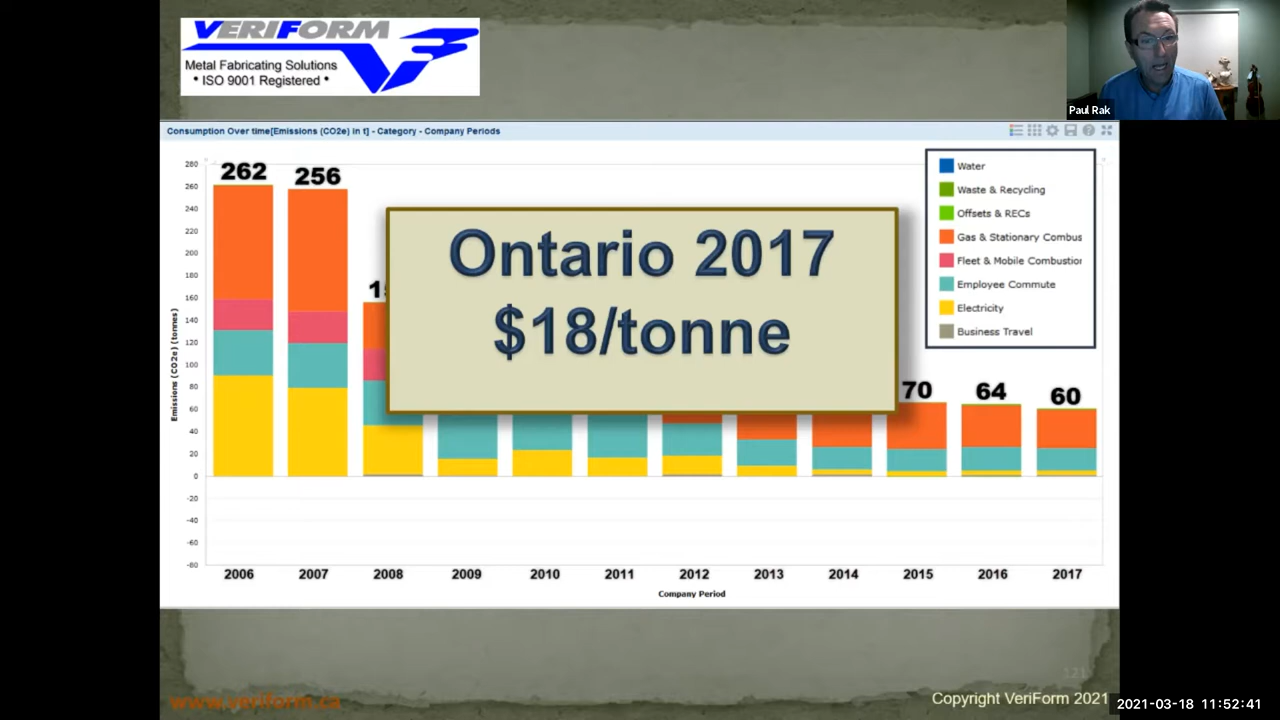 VERIFORM
Metal Fabricating Solutions
• ISO 9001 Registered •
Paul Rak
Consumption Over time[Emissions (CO2e) in t] - Category - Company Periods
280
260
240
220
200
180
160
140
120
100
80
60
40
20
0
-20
-40
-60
-80
Emissions (CO2e) (tonnes)
262
256
70
64
60
Ontario 2017
$18/tonne
Water
Waste & Recycling
Offsets & RECs
Gas & Stationary Combus
Fleet & Mobile Combustion
Employee Commute
Electricity
Business Travel
2006 2007 2008 2009 2010 2011 2012 2013 2014 2015 2016 2017
Company Period
121
www.veriform.ca
Copyright VeriForm 2021
2021-03-18 11:52:41